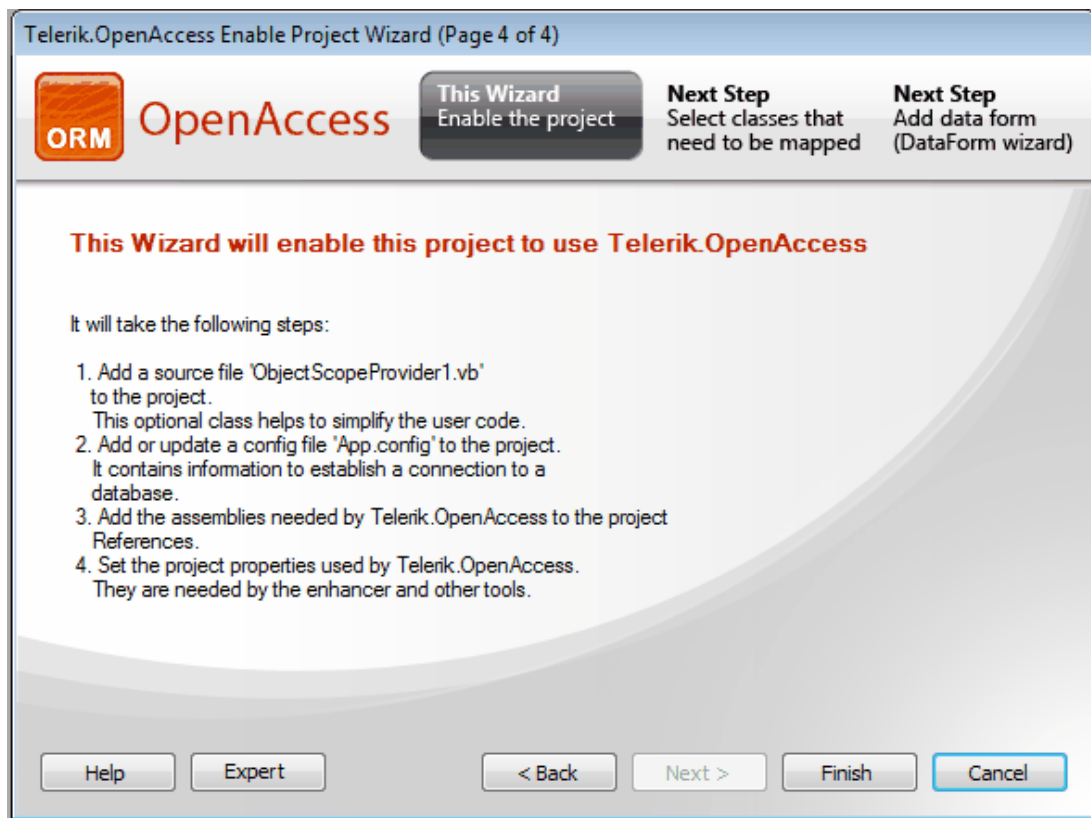 Telerik.OpenAccess Enable Project Wizard (Page 4 of 4)
ORM
OpenAccess
This Wizard
Enable the project
Next Step
Select classes that
need to be mapped
Next Step
Add data form
(DataForm wizard)
This Wizard will enable this project to use Telerik.OpenAccess
It will take the following steps:
1. Add a source file 'ObjectScopeProvider1.vb'
to the project.
This optional class helps to simplify the user code.
2. Add or update a config file 'App.config' to the project.
It contains information to establish a connection to a
database.
3. Add the assemblies needed by Telerik.OpenAccess to the project
References.
4. Set the project properties used by Telerik.OpenAccess.
They are needed by the enhancer and other tools.
Help
Expert
< Back
Next >
Finish
Cancel